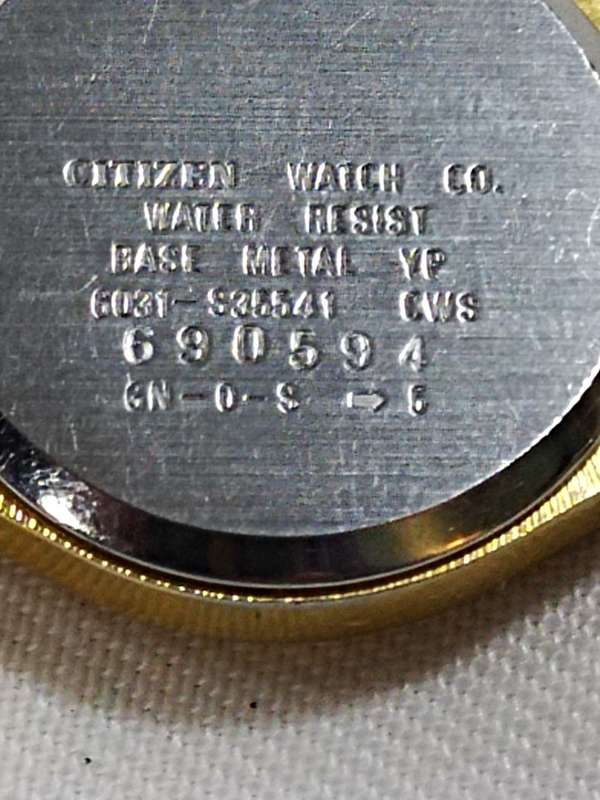 CITIZEN WATCH CO.
WATER RESIST
BASE METAL YP
6031-S35541 CWS
690594
GN-0-S ⇨ 6